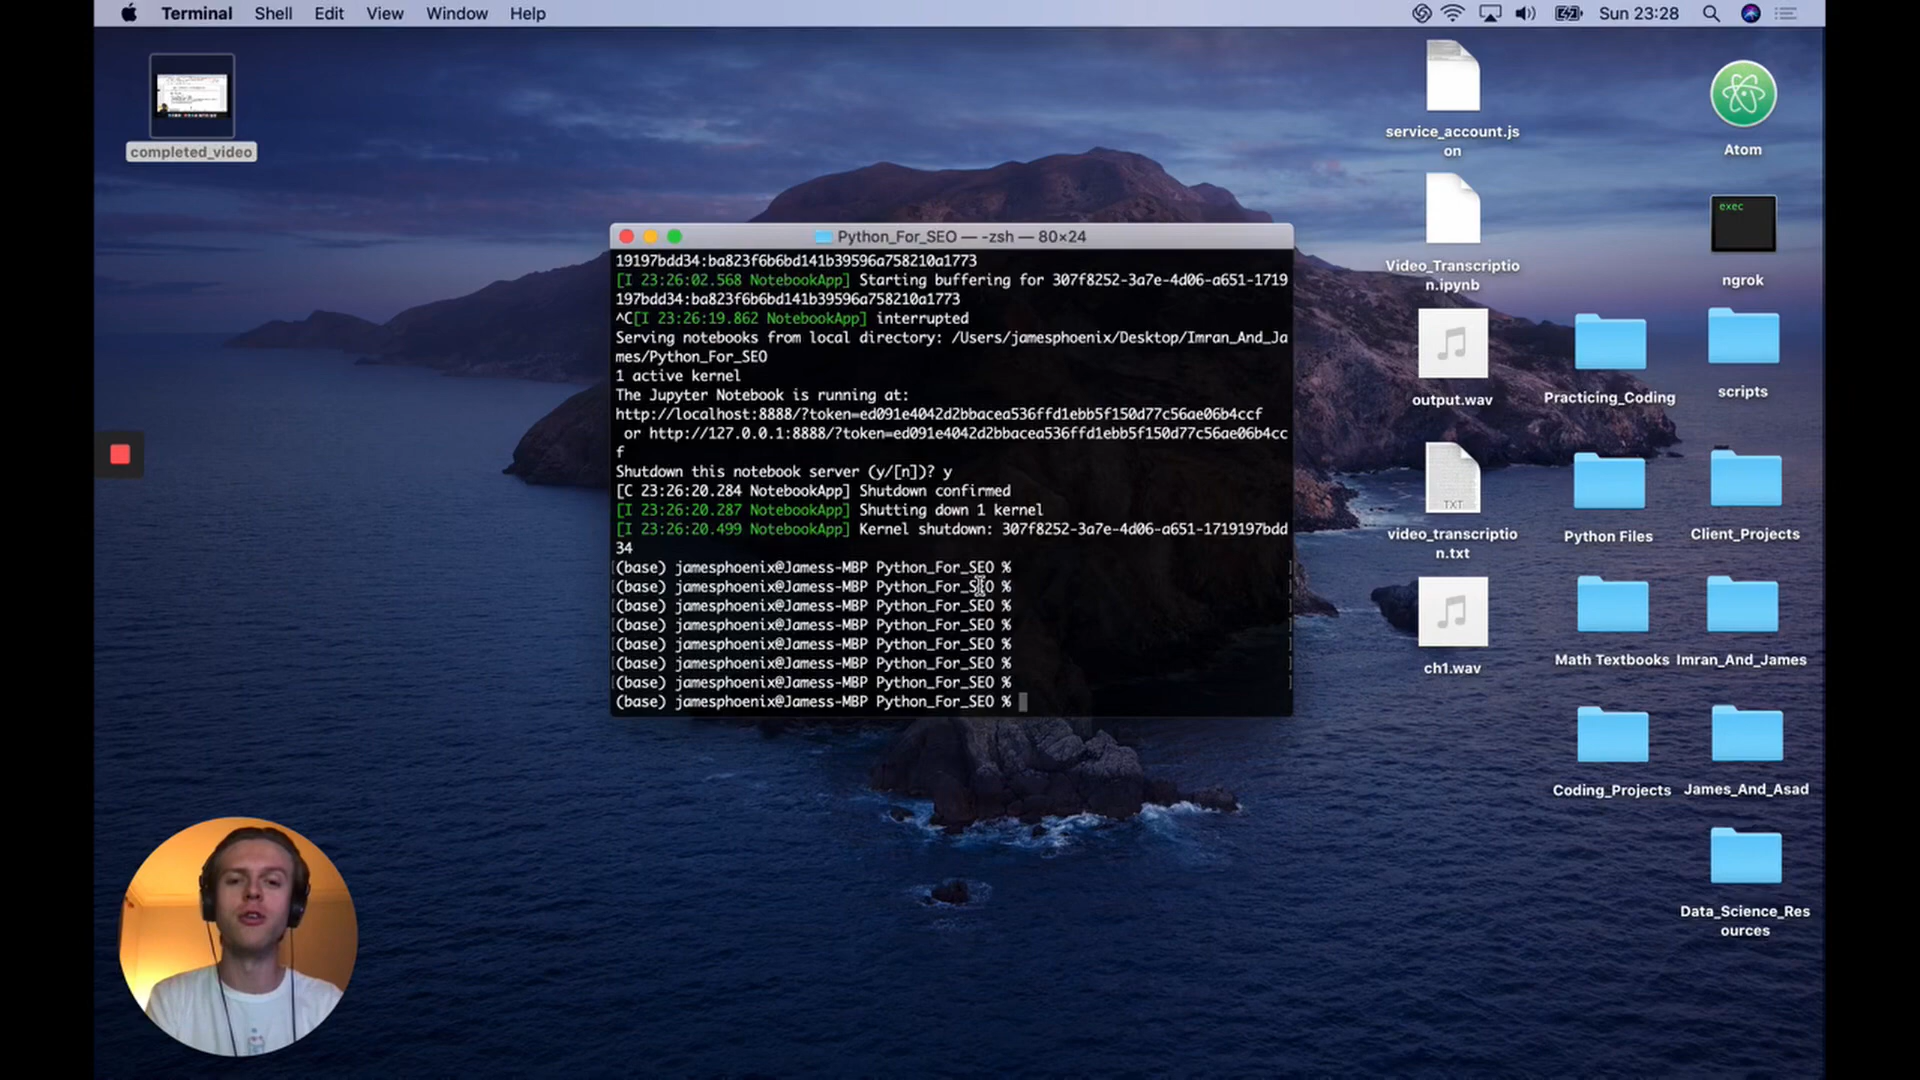 Terminal Shell Edit View Window Help
Sun 23:28
completed_video
service_account.js
on
Atom
Video_Transcriptio
n.ipynb
exec
ngrok
output.wav
Practicing_Coding
scripts
TXT
video_transcriptio
n.txt
Python Files
Client_Projects
ch1.wav
Math Textbooks
Imran_And_James
Coding_Projects
James_And_Asad
Data_Science_Res
ources
Python_For_SEO — -zsh — 80×24
19197bdd34:ba823f6b6bd141b39596a758210a1773
[I 23:26:02.568 NotebookApp] Starting buffering for 307f8252-3a7e-4d06-a651-1719
197bdd34:ba823f6b6bd141b39596a758210a1773
^C[I 23:26:19.862 NotebookApp] interrupted
Serving notebooks from local directory: /Users/jamesphoenix/Desktop/Imran_And_Ja
mes/Python_For_SEO
1 active kernel
The Jupyter Notebook is running at:
http://localhost:8888/?token=ed091e4042d2bbacea536ffd1ebb5f150d77c56ae06b4ccf
or http://127.0.0.1:8888/?token=ed091e4042d2bbacea536ffd1ebb5f150d77c56ae06b4cc
f
Shutdown this notebook server (y/[n])? y
[C 23:26:20.284 NotebookApp] Shutdown confirmed
[I 23:26:20.287 NotebookApp] Shutting down 1 kernel
[I 23:26:20.499 NotebookApp] Kernel shutdown: 307f8252-3a7e-4d06-a651-1719197bdd
34
(base) jamesphoenix@Jamess-MBP Python_For_SEO %
(base) jamesphoenix@Jamess-MBP Python_For_SEO %
(base) jamesphoenix@Jamess-MBP Python_For_SEO %
(base) jamesphoenix@Jamess-MBP Python_For_SEO %
(base) jamesphoenix@Jamess-MBP Python_For_SEO %
(base) jamesphoenix@Jamess-MBP Python_For_SEO %
(base) jamesphoenix@Jamess-MBP Python_For_SEO %
(base) jamesphoenix@Jamess-MBP Python_For_SEO %